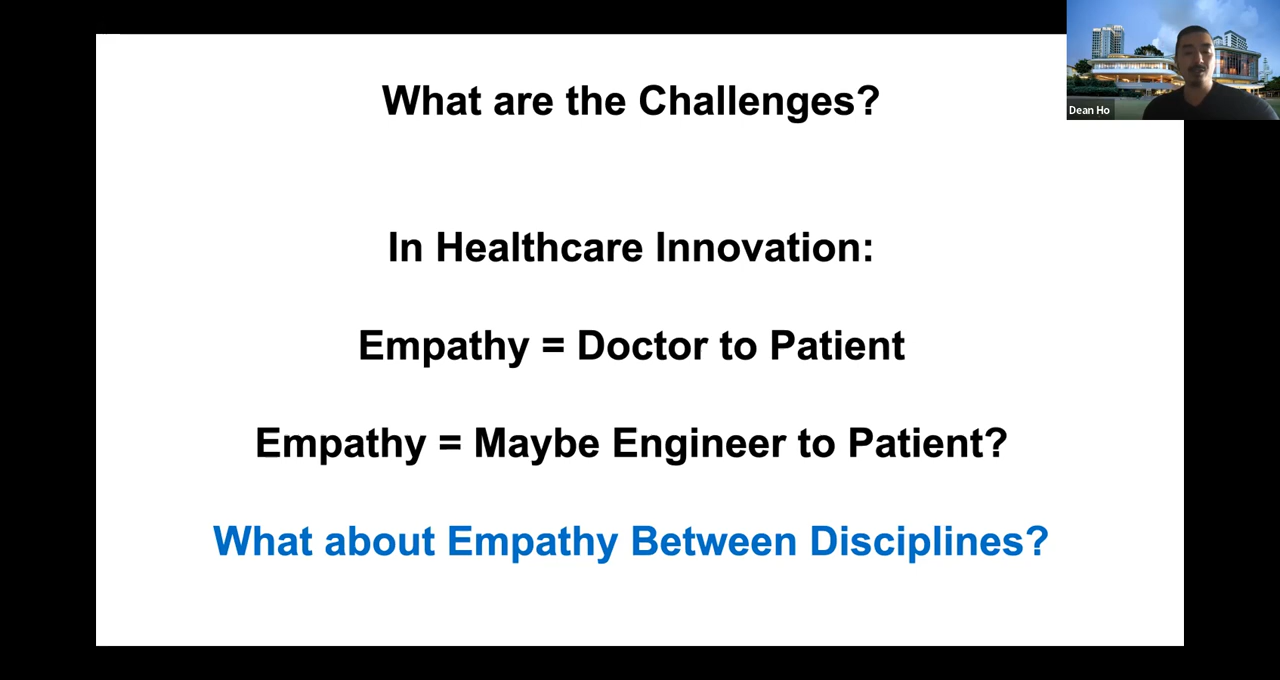 What are the Challenges?
In Healthcare Innovation:
Empathy = Doctor to Patient
Empathy = Maybe Engineer to Patient?
What about Empathy Between Disciplines?
Dean Ho